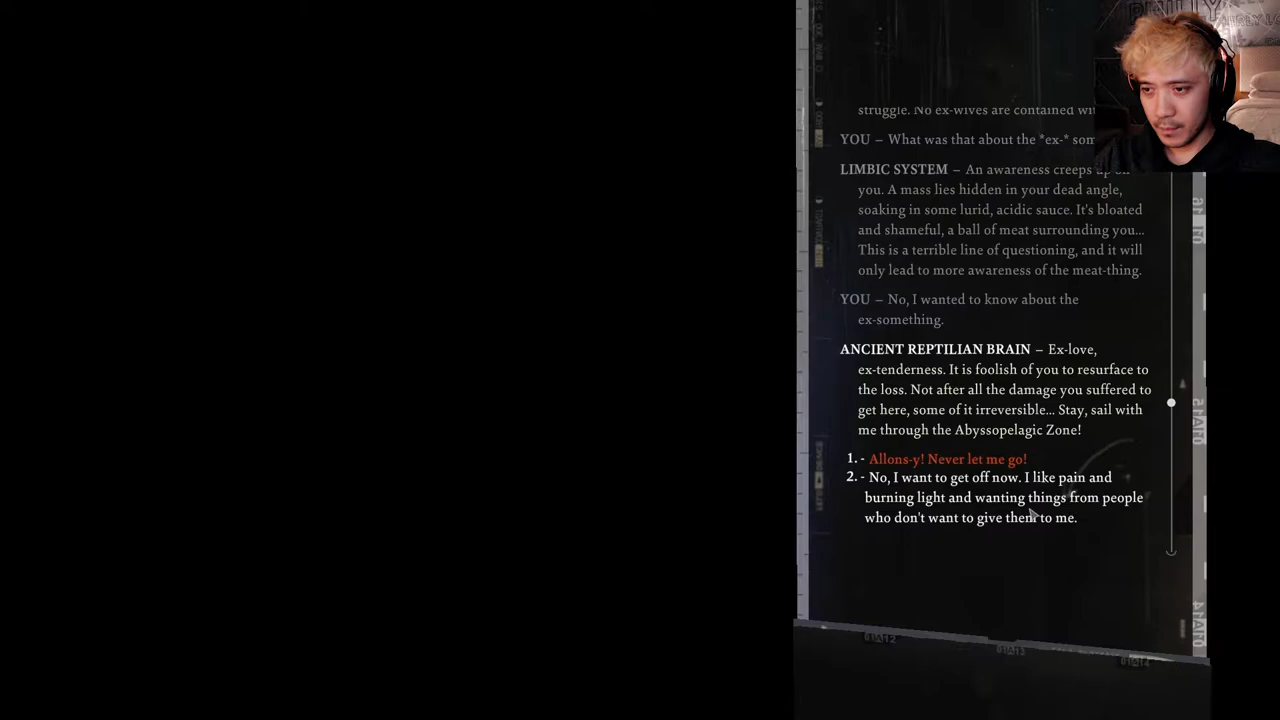 struggle. No ex-wives are contained
YOU – What was that about the *ex-*
LIMBIC SYSTEM – An awareness creeps up on
you. A mass lies hidden in your dead angle,
soaking in some lurid, acidic sauce. It's bloated
and shameful, a ball of meat surrounding you...
This is a terrible line of questioning, and it will
only lead to more awareness of the meat-thing.
YOU – No, I wanted to know about the
ex-something.
ANCIENT REPTILIAN BRAIN – Ex-love,
ex-tenderness. It is foolish of you to resurface to
the loss. Not after all the damage you suffered to
get here, some of it irreversible... Stay, sail with
me through the Abyssopelagic Zone!
1. - Allons-y! Never let me go!
2. - No, I want to get off now. I like pain and
burning light and wanting things from people
who don't want to give them to me.